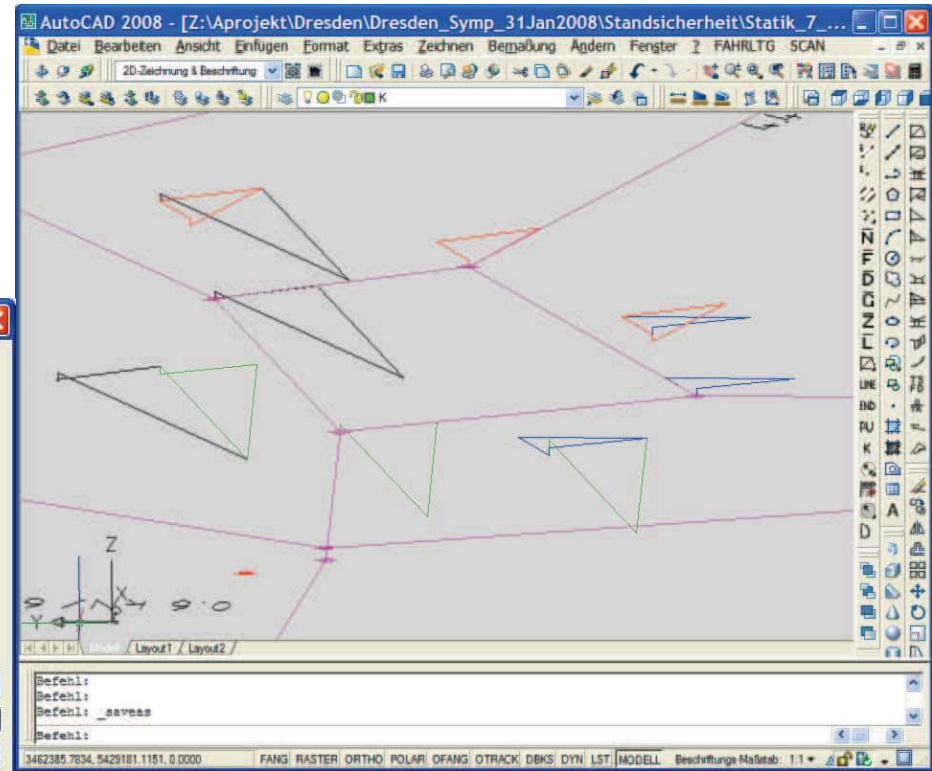 AutoCAD 2008 - [Z:\Aprojekt\Dresden\Dresden_Symp_31Jan2008\Standsicherheit\Statik_7_...
Datei Bearbeiten Ansicht Einfügen Format Extras Zeichnen Bemaßung Ändern Fenster ? FAHRLTG SCAN
2D-Zeichnung & Beschriftung
K
N
F
D
G
Z
L
LINE
END
PU
K
D
A
Z
X
Y
Modell / Layout1 / Layout2 /
Befehl:
Befehl:
Befehl: _saveas
Befehl:
3462385.7834, 5429181.1151, 0.0000 FANG RASTER ORTHO POLAR OFANG OTRACK DBKS DYN LST MODELL Beschriftungs-Maßstab: 1:1